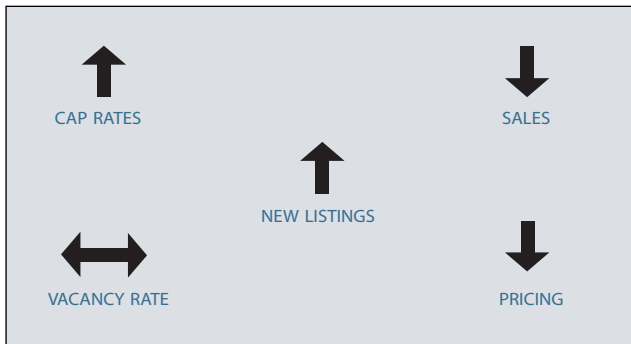 CAP RATES
SALES
NEW LISTINGS
VACANCY RATE
PRICING